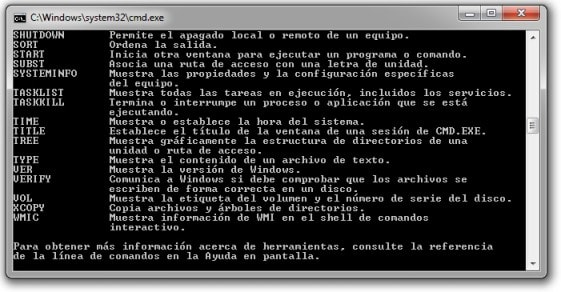 C:\Windows\system32\cmd.exe
SHUTDOWN Permite el apagado local o remoto de un equipo.
SORT Ordena la salida.
START Inicia otra ventana para ejecutar un programa o comando.
SUBST Asocia una ruta de acceso con una letra de unidad.
SYSTEMINFO Muestra las propiedades y la configuración específicas
del equipo.
TASKLIST Muestra todas las tareas en ejecución, incluidos los servicios.
TASKKILL Termina o interrumpe un proceso o aplicación que se está
ejecutando.
TIME Muestra o establece la hora del sistema.
TITLE Establece el título de la ventana de una sesión de CMD.EXE.
TREE Muestra gráficamente la estructura de directorios de una
unidad o ruta de acceso.
TYPE Muestra el contenido de un archivo de texto.
VER Muestra la versión de Windows.
VERIFY Comunica a Windows si debe comprobar que los archivos se
escriben de forma correcta en un disco.
VOL Muestra la etiqueta del volumen y el número de serie del disco.
XCOPY Copia archivos y árboles de directorios.
WMIC Muestra información de WMI en el shell de comandos
interactivo.
Para obtener más información acerca de herramientas, consulte la referencia
de la línea de comandos en la Ayuda en pantalla.